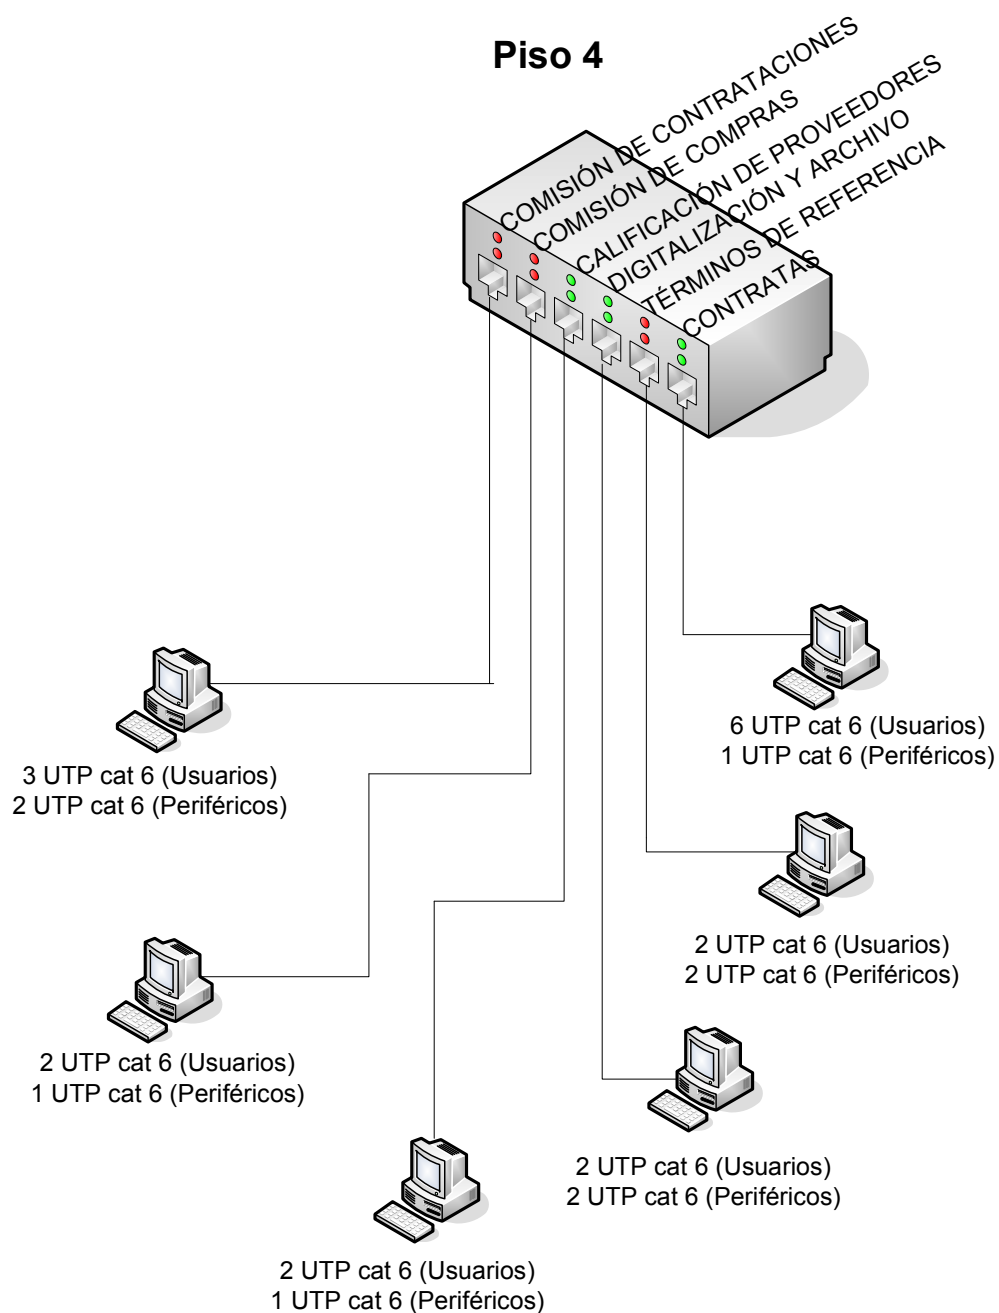 Piso 4
COMISIÓN DE CONTRATACIONES
COMISIÓN DE COMPRAS
CALIFICACIÓN DE PROVEEDORES
DIGITALIZACIÓN Y ARCHIVO
TÉRMINOS DE REFERENCIA
CONTRATAS
6 UTP cat 6 (Usuarios)
1 UTP cat 6 (Periféricos)
3 UTP cat 6 (Usuarios)
2 UTP cat 6 (Periféricos)
2 UTP cat 6 (Usuarios)
2 UTP cat 6 (Periféricos)
2 UTP cat 6 (Usuarios)
1 UTP cat 6 (Periféricos)
2 UTP cat 6 (Usuarios)
2 UTP cat 6 (Periféricos)
2 UTP cat 6 (Usuarios)
1 UTP cat 6 (Periféricos)